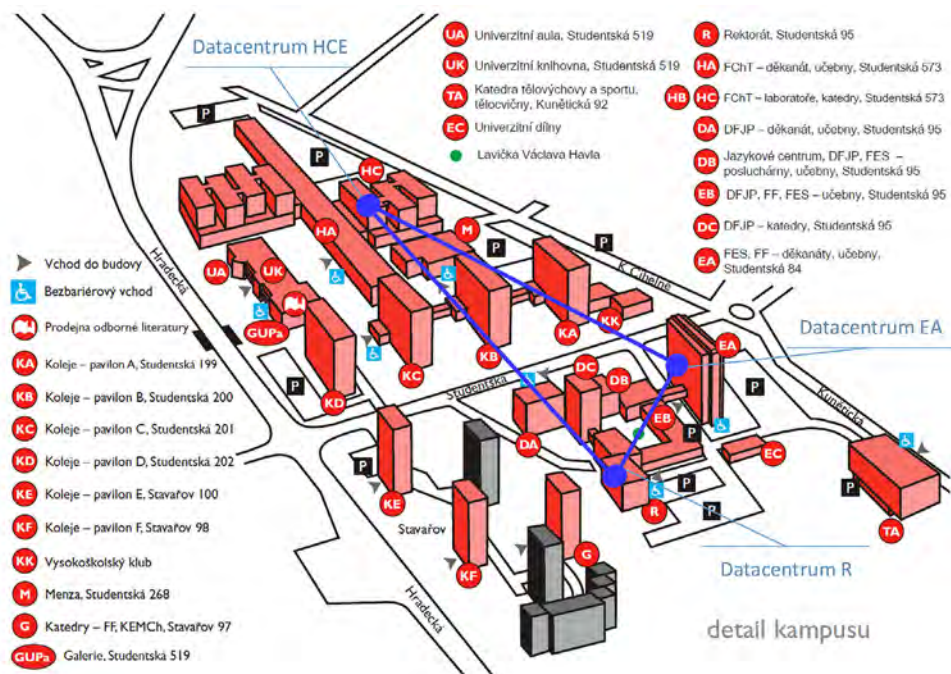 Datacentrum HCE
UA Univerzitní aula, Studentská 519
UK Univerzitní knihovna, Studentská 519
TA Katedra tělovýchovy a sportu,
tělocvičny, Kunětická 92
EC Univerzitní dílny
Lavička Václava Havla
R Rektorát, Studentská 95
HA FChT – děkanát, učebny, Studentská 573
HB HC FChT – laboratoře, katedry, Studentská 573
DA DFJP – děkanát, učebny, Studentská 95
DB Jazykové centrum, DFJP, FES –
posluchárny, učebny, Studentská 95
EB DFJP, FF, FES – učebny, Studentská 95
DC DFJP – katedry, Studentská 95
EA FES, FF – děkanáty, učebny,
Studentská 84
Vchod do budovy
Bezbariérový vchod
Prodejna odborné literatury
KA Koleje – pavilon A, Studentská 199
KB Koleje – pavilon B, Studentská 200
KC Koleje – pavilon C, Studentská 201
KD Koleje – pavilon D, Studentská 202
KE Koleje – pavilon E, Stavařov 100
KF Koleje – pavilon F, Stavařov 98
KK Vysokoškolský klub
M Menza, Studentská 268
G Katedry – FF, KEMCh, Stavařov 97
GUPa Galerie, Studentská 519
P
P
HC
HA
M
P
P
K Cihelně
Hradecká
UA
UK
GUPa
KA
KK
KB
KC
KD
P
EA
Datacentrum EA
Studentská
DC
DB
P
Kunětická
EB
P
DA
EC
P
KE
P
R
P
P
TA
Stavařov
KF
G
Datacentrum R
Hradecká
detail kampusu